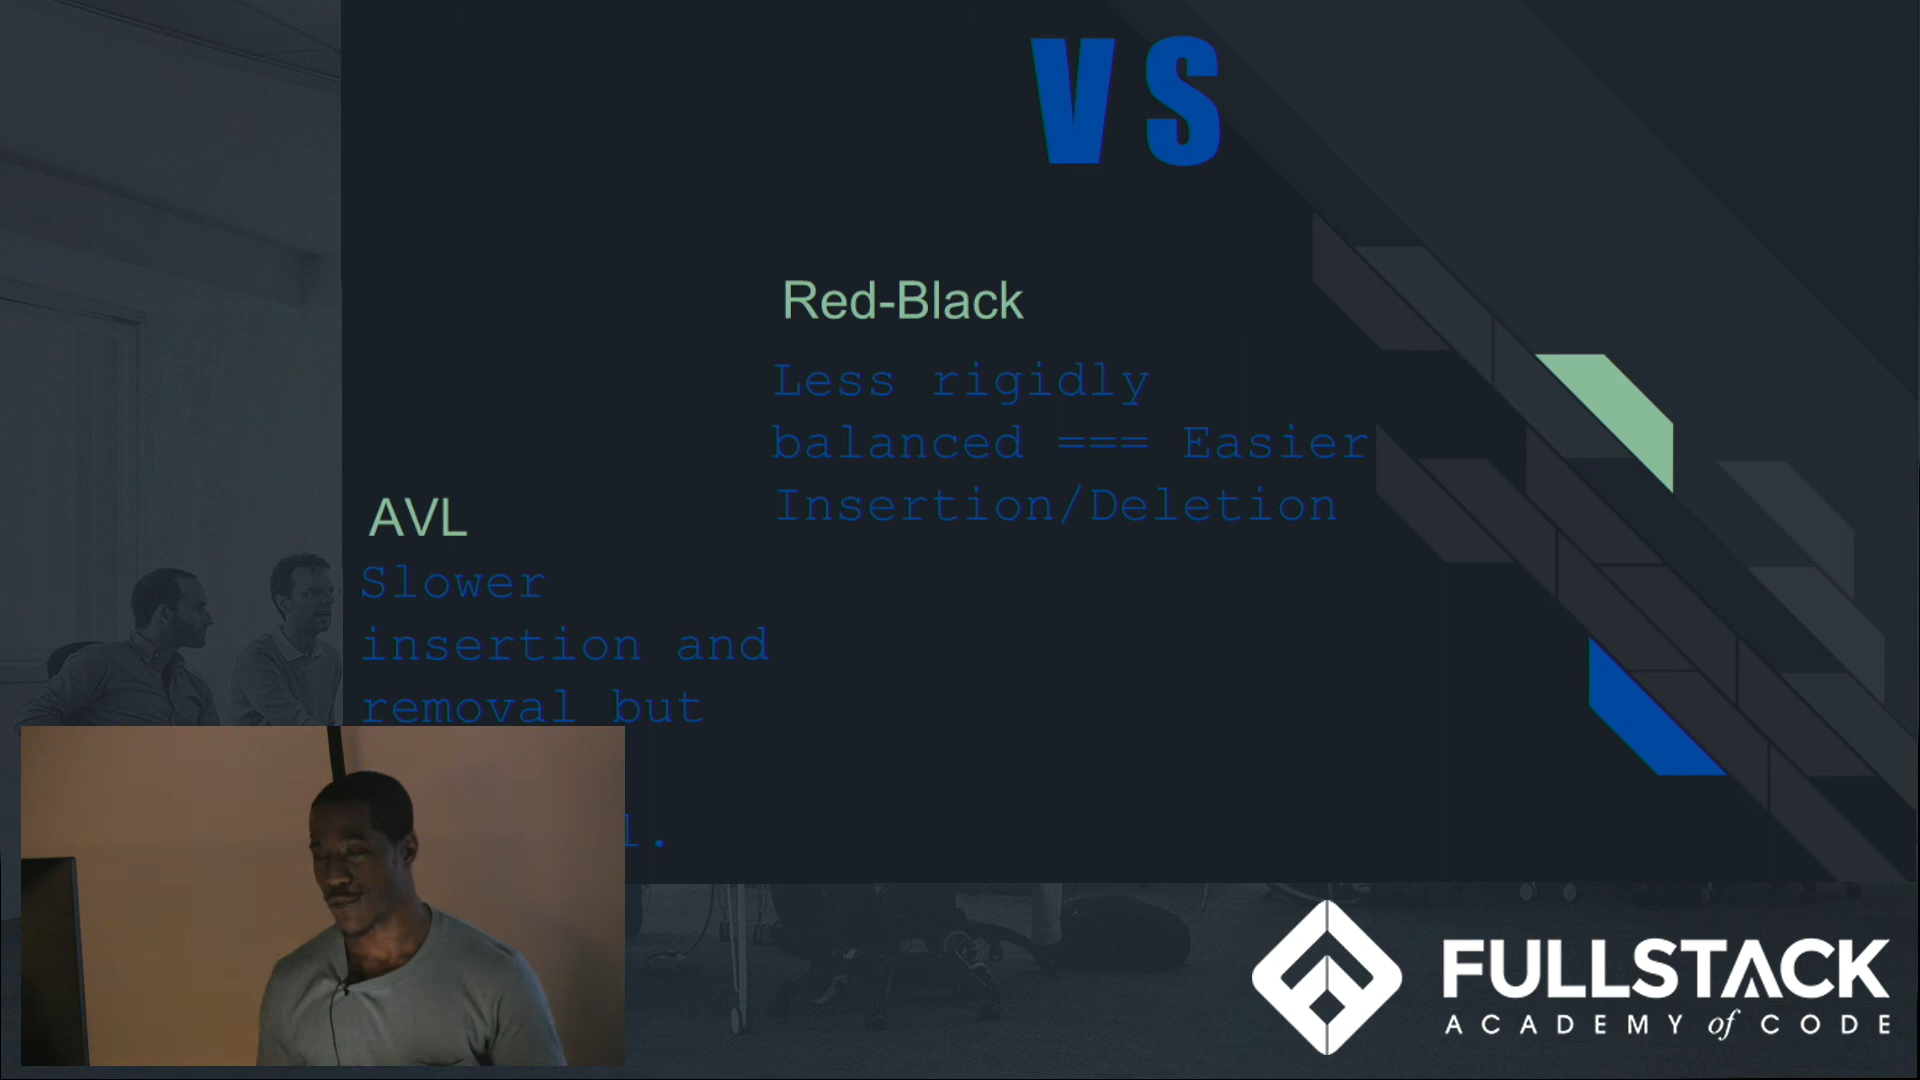 VS
Red-Black
Less rigidly
balanced === Easier
Insertion/Deletion
AVL
Slower
insertion and
removal but
l.
FULLSTACK
ACADEMY of CODE